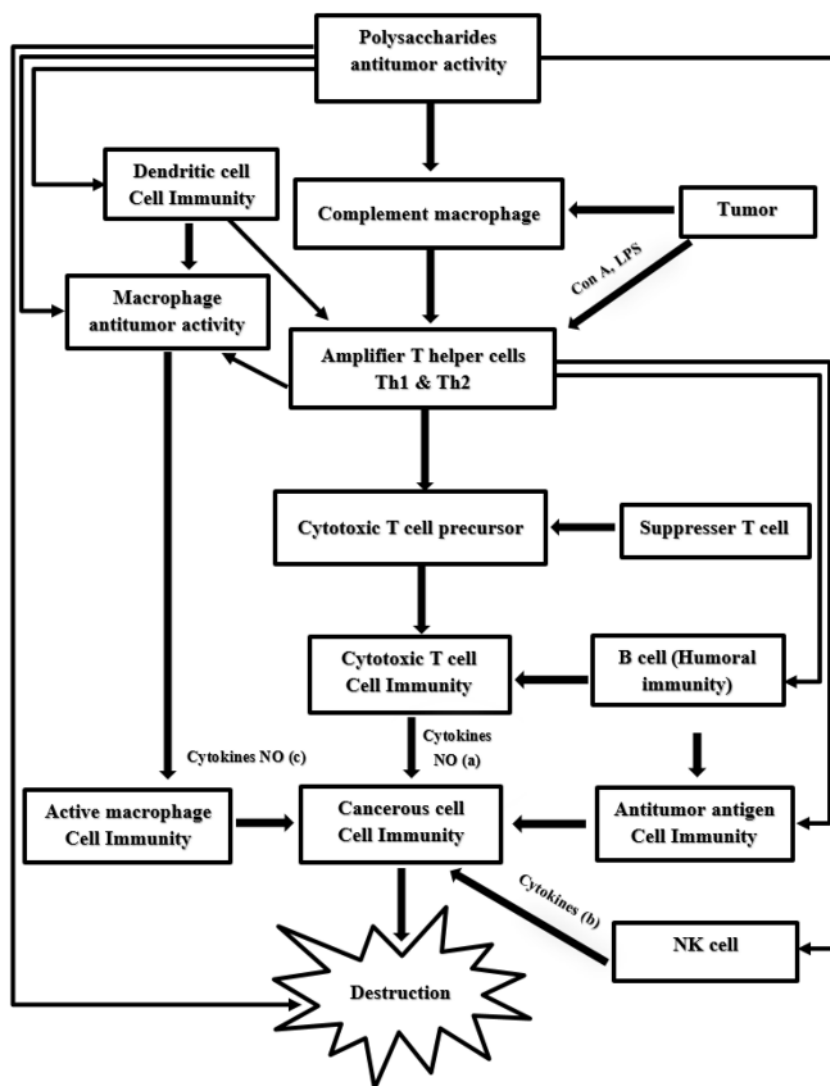 Polysaccharides
antitumor activity
Dendritic cell
Cell Immunity
Complement macrophage
Tumor
Con A, LPS
Macrophage
antitumor activity
Amplifier T helper cells
Th1 & Th2
Cytotoxic T cell precursor
Suppresser T cell
Cytotoxic T cell
Cell Immunity
B cell (Humoral
immunity)
Cytokines NO (c)
Cytokines
NO (a)
Active macrophage
Cell Immunity
Cancerous cell
Cell Immunity
Antitumor antigen
Cell Immunity
Cytokines (b)
NK cell
Destruction